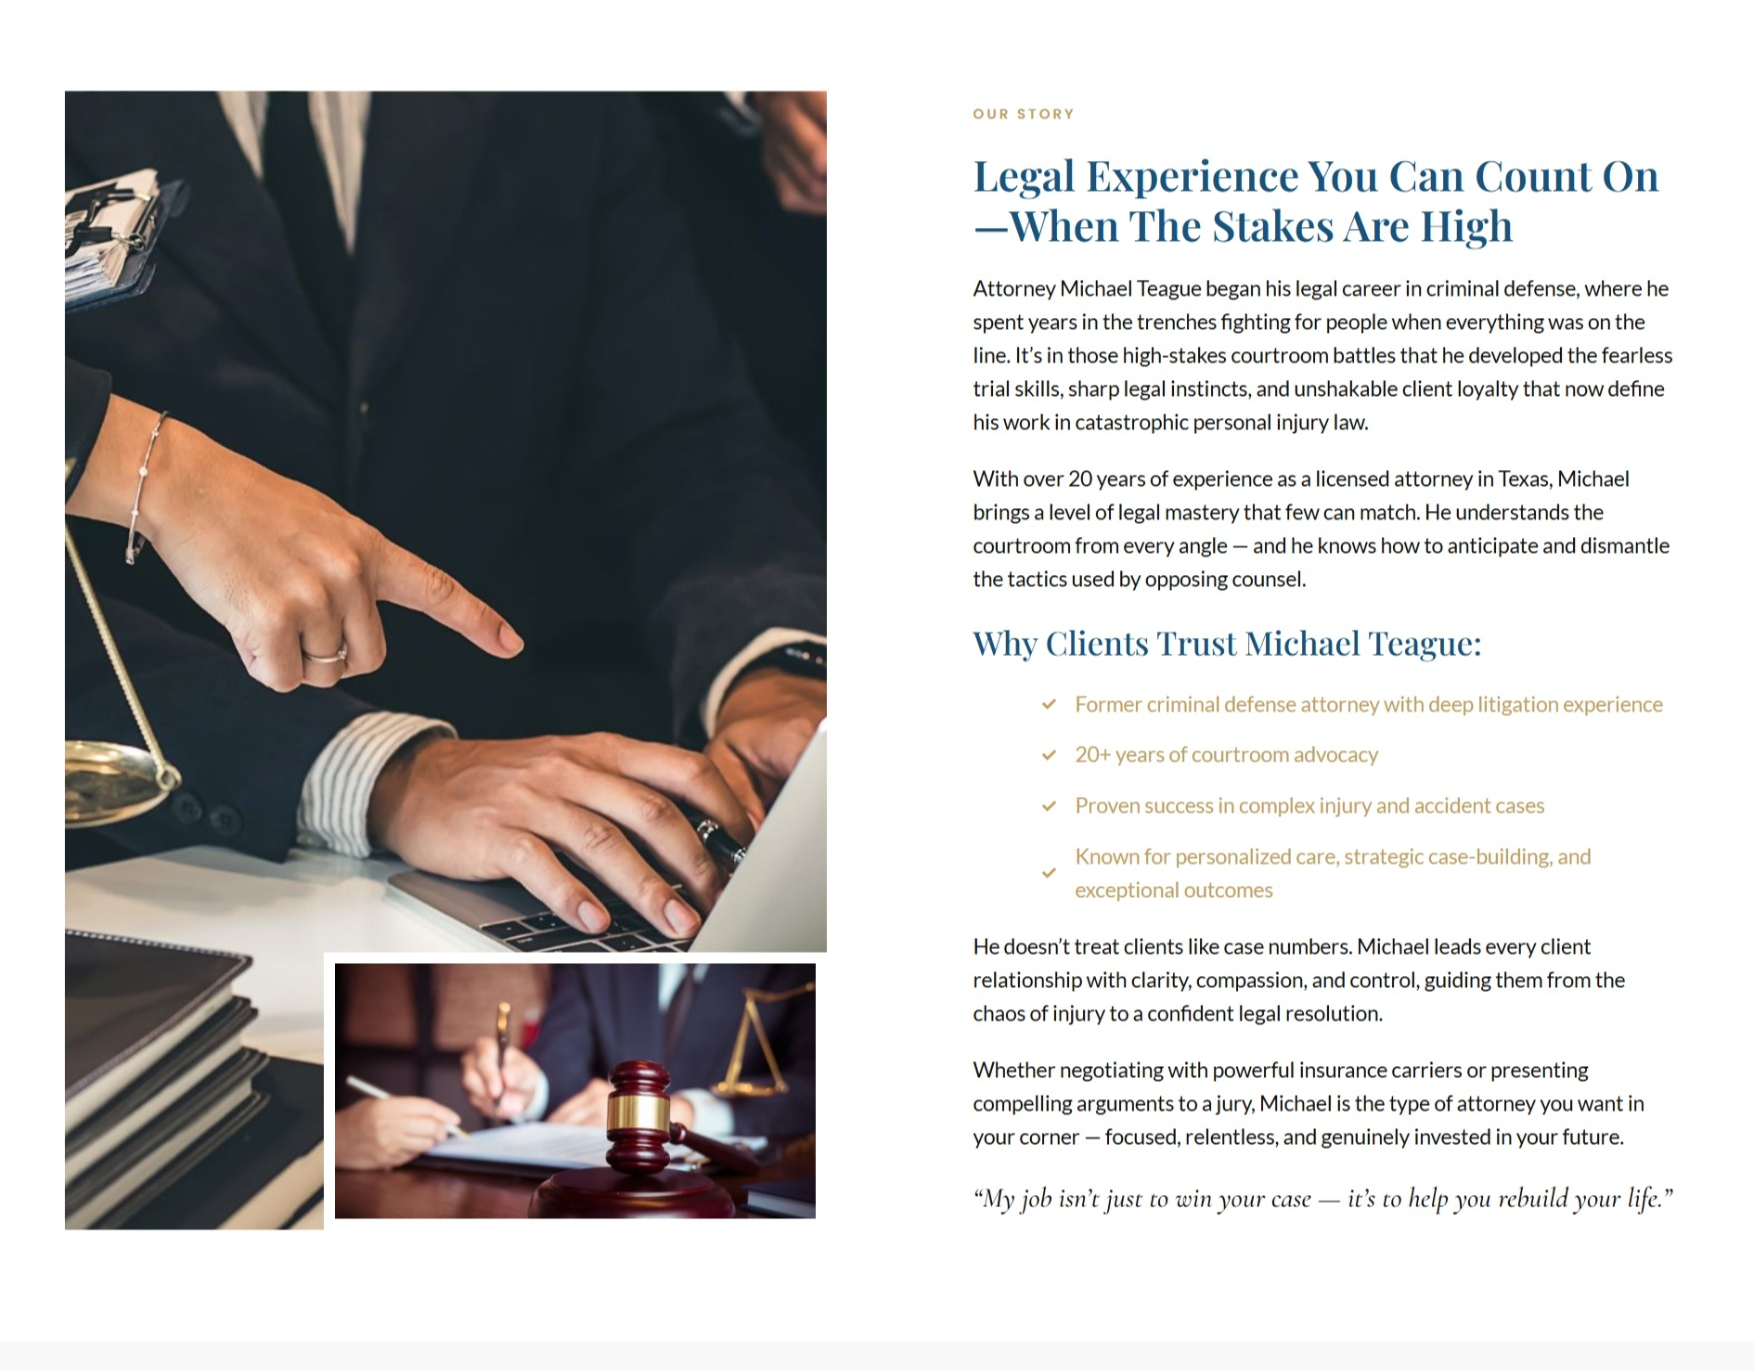 OUR STORY
Legal Experience You Can Count On
—When The Stakes Are High
Attorney Michael Teague began his legal career in criminal defense, where he
spent years in the trenches fighting for people when everything was on the
line. It’s in those high-stakes courtroom battles that he developed the fearless
trial skills, sharp legal instincts, and unshakable client loyalty that now define
his work in catastrophic personal injury law.
With over 20 years of experience as a licensed attorney in Texas, Michael
brings a level of legal mastery that few can match. He understands the
courtroom from every angle — and he knows how to anticipate and dismantle
the tactics used by opposing counsel.
Why Clients Trust Michael Teague:
Former criminal defense attorney with deep litigation experience
20+ years of courtroom advocacy
Proven success in complex injury and accident cases
Known for personalized care, strategic case-building, and
exceptional outcomes
He doesn’t treat clients like case numbers. Michael leads every client
relationship with clarity, compassion, and control, guiding them from the
chaos of injury to a confident legal resolution.
Whether negotiating with powerful insurance carriers or presenting
compelling arguments to a jury, Michael is the type of attorney you want in
your corner — focused, relentless, and genuinely invested in your future.
“My job isn’t just to win your case — it’s to help you rebuild your life.”